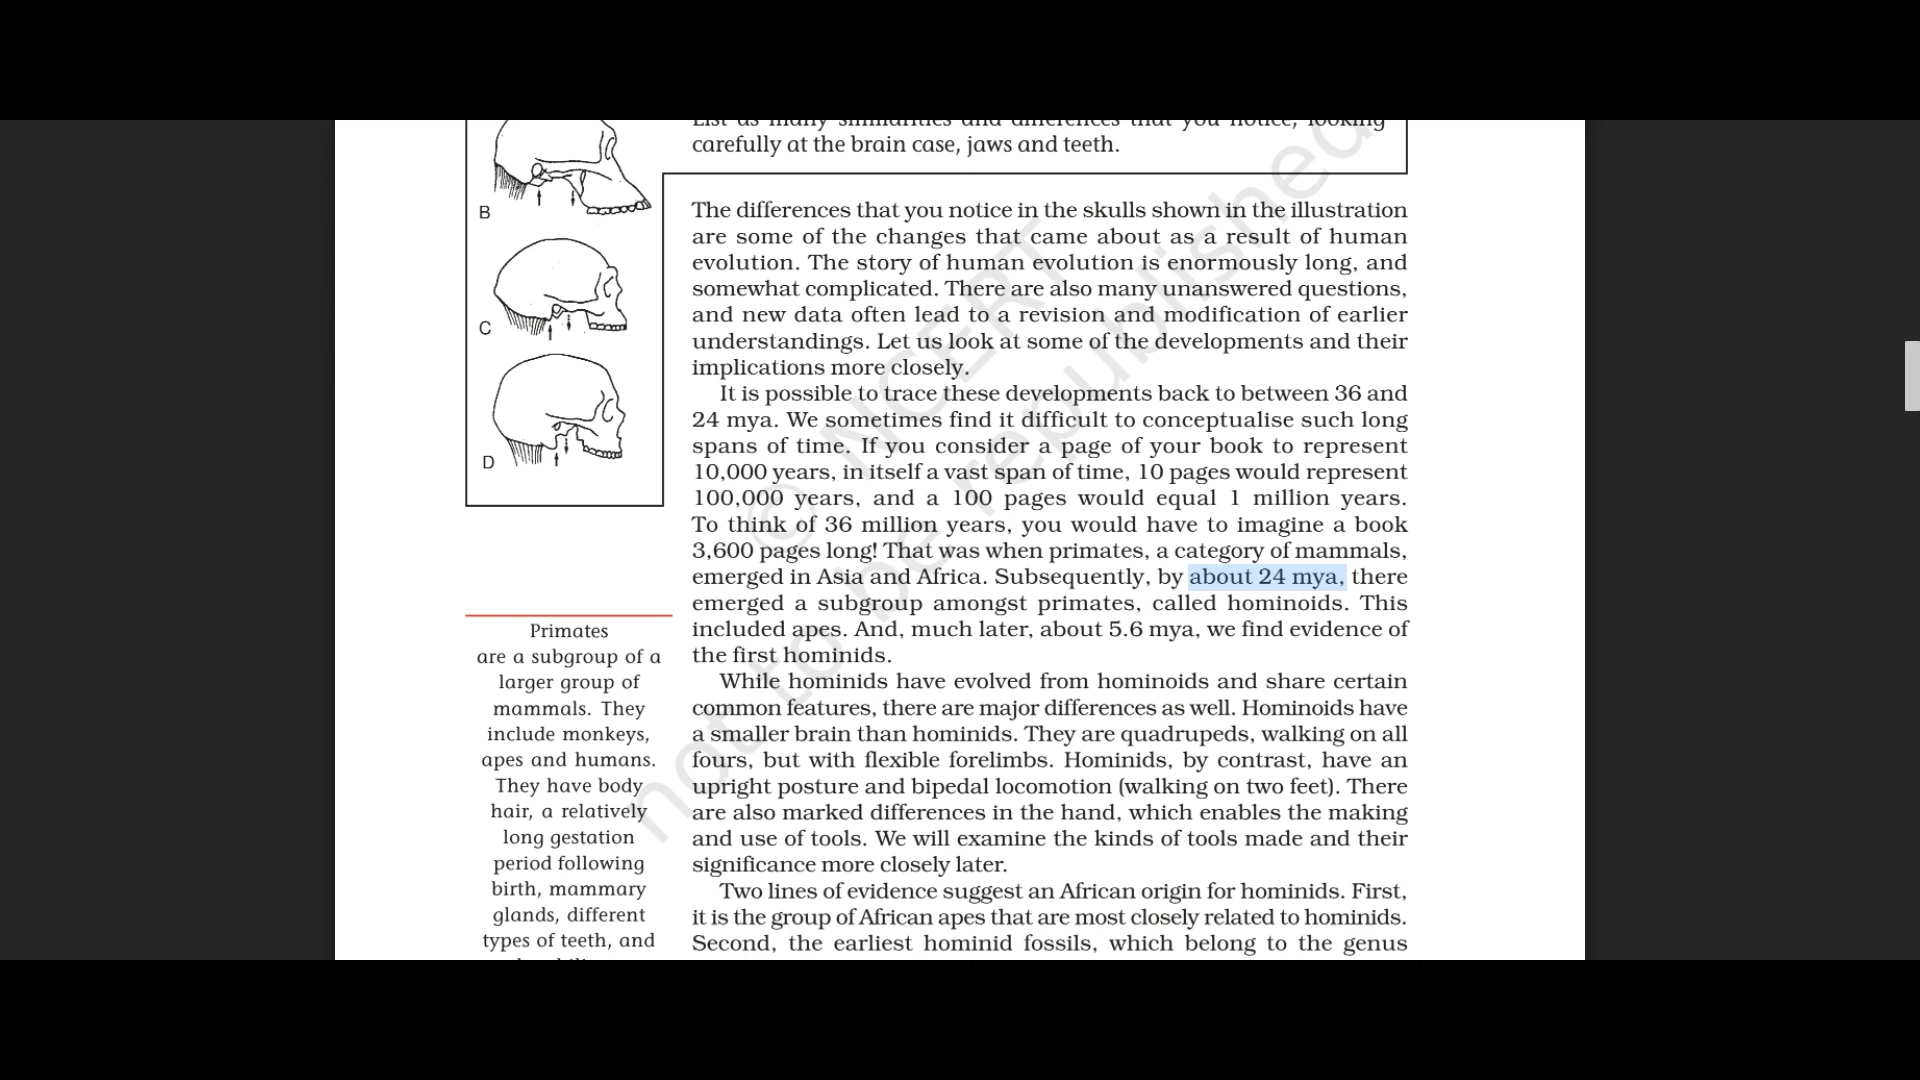 List as many similarities and differences that you notice, looking
carefully at the brain case, jaws and teeth.
B
C
D
The differences that you notice in the skulls shown in the illustration
are some of the changes that came about as a result of human
evolution. The story of human evolution is enormously long, and
somewhat complicated. There are also many unanswered questions,
and new data often lead to a revision and modification of earlier
understandings. Let us look at some of the developments and their
implications more closely.
It is possible to trace these developments back to between 36 and
24 mya. We sometimes find it difficult to conceptualise such long
spans of time. If you consider a page of your book to represent
10,000 years, in itself a vast span of time, 10 pages would represent
100,000 years, and a 100 pages would equal 1 million years.
To think of 36 million years, you would have to imagine a book
3,600 pages long! That was when primates, a category of mammals,
emerged in Asia and Africa. Subsequently, by about 24 mya, there
emerged a subgroup amongst primates, called hominoids. This
included apes. And, much later, about 5.6 mya, we find evidence of
the first hominids.
While hominids have evolved from hominoids and share certain
common features, there are major differences as well. Hominoids have
a smaller brain than hominids. They are quadrupeds, walking on all
fours, but with flexible forelimbs. Hominids, by contrast, have an
upright posture and bipedal locomotion (walking on two feet). There
are also marked differences in the hand, which enables the making
and use of tools. We will examine the kinds of tools made and their
significance more closely later.
Two lines of evidence suggest an African origin for hominids. First,
it is the group of African apes that are most closely related to hominids.
Second, the earliest hominid fossils, which belong to the genus
Primates
are a subgroup of a
larger group of
mammals. They
include monkeys,
apes and humans.
They have body
hair, a relatively
long gestation
period following
birth, mammary
glands, different
types of teeth, and
© NCERT
not to be republished